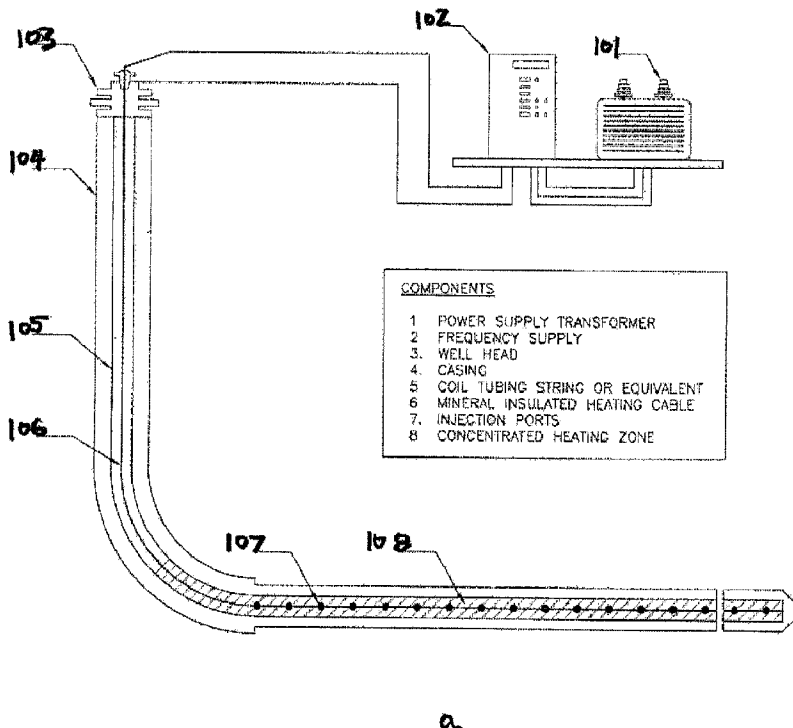 103
102
101
104
COMPONENTS
1 POWER SUPPLY TRANSFORMER
2 FREQUENCY SUPPLY
3. WELL HEAD
4. CASING
5 COIL TUBING STRING OR EQUIVALENT
6 MINERAL INSULATED HEATING CABLE
7. INJECTION PORTS
8 CONCENTRATED HEATING ZONE
105
106
107
108
a